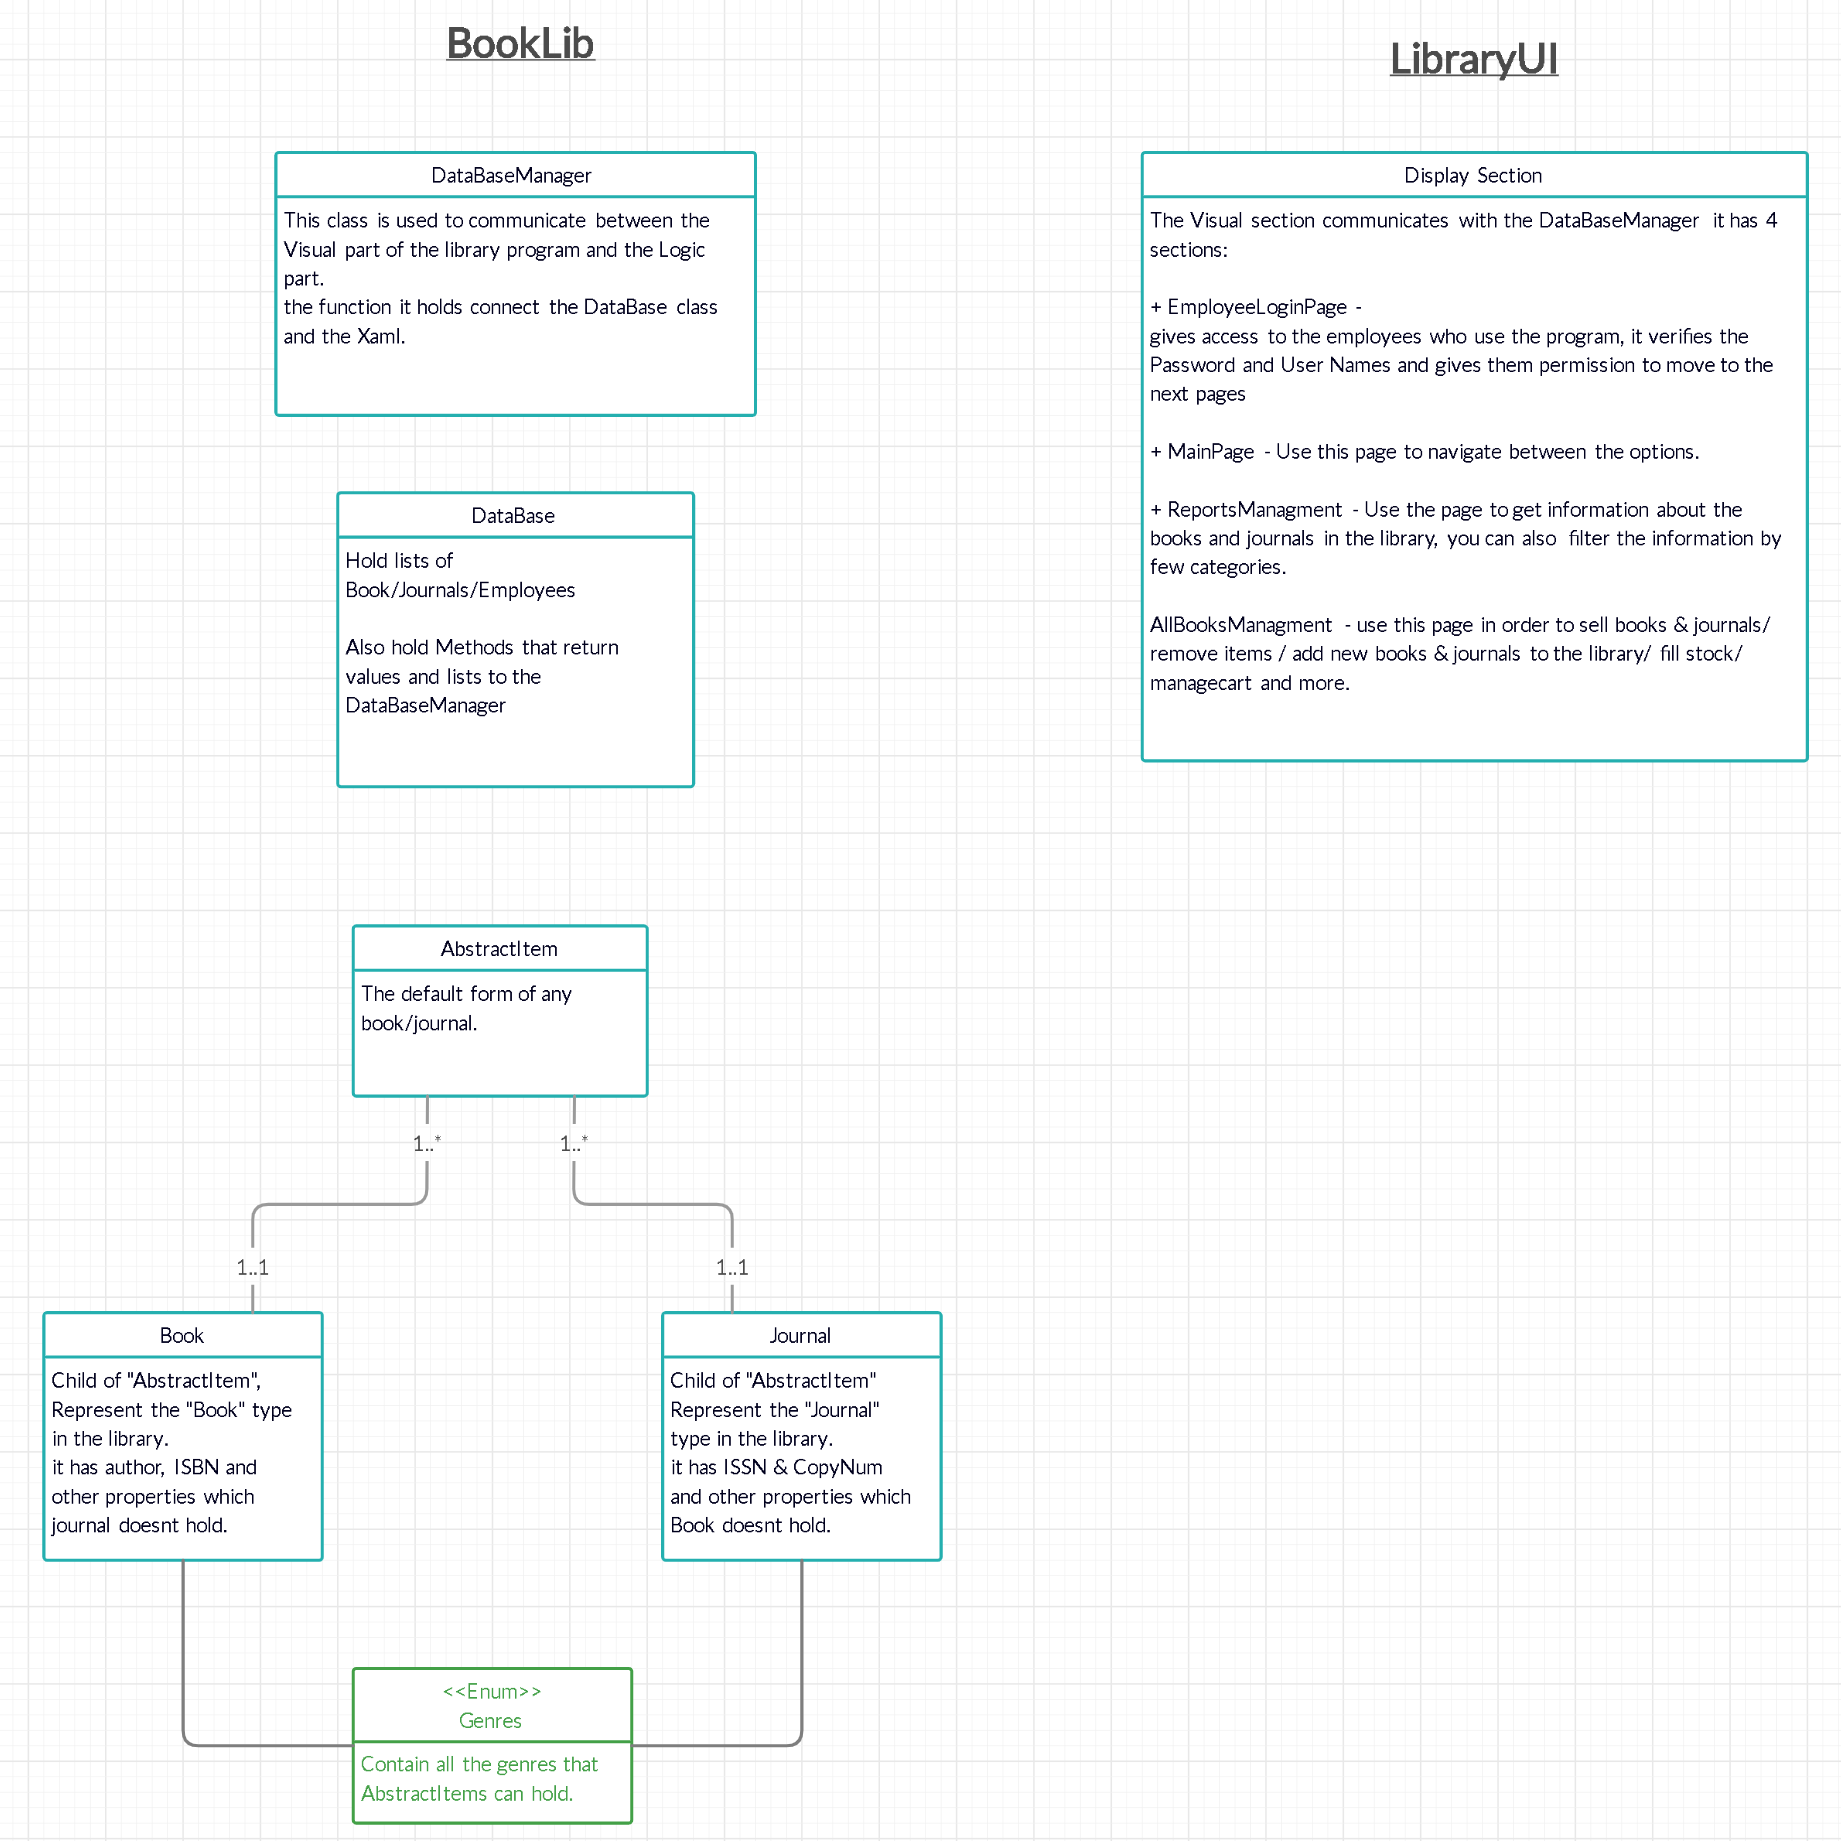 BookLib
LibraryUI
DataBaseManager
This class is used to communicate between the
Visual part of the library program and the Logic
part.
the function it holds connect the DataBase class
and the Xaml.
Display Section
The Visual section communicates with the DataBaseManager it has 4
sections:
+ EmployeeLoginPage -
gives access to the employees who use the program, it verifies the
Password and User Names and gives them permission to move to the
next pages
+ MainPage - Use this page to navigate between the options.
+ ReportsManagment - Use the page to get information about the
books and journals in the library, you can also filter the information by
few categories.
AllBooksManagment - use this page in order to sell books & journals/
remove items / add new books & journals to the library/ fill stock/
managecart and more.
DataBase
Hold lists of
Book/Journals/Employees
Also hold Methods that return
values and lists to the
DataBaseManager
AbstractItem
The default form of any
book/journal.
1..*
1..*
1..1
1..1
Book
Child of "AbstractItem",
Represent the "Book" type
in the library.
it has author, ISBN and
other properties which
journal doesnt hold.
Journal
Child of "AbstractItem"
Represent the "Journal"
type in the library.
it has ISSN & CopyNum
and other properties which
Book doesnt hold.
<<Enum>>
Genres
Contain all the genres that
AbstractItems can hold.